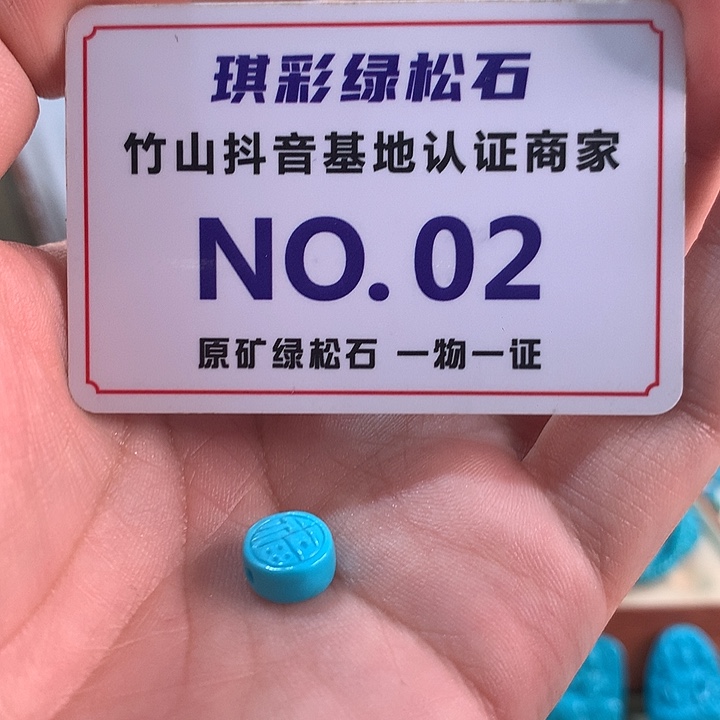 琪彩绿松石
竹山抖音基地认证商家
NO.02
原矿绿松石 一物一证